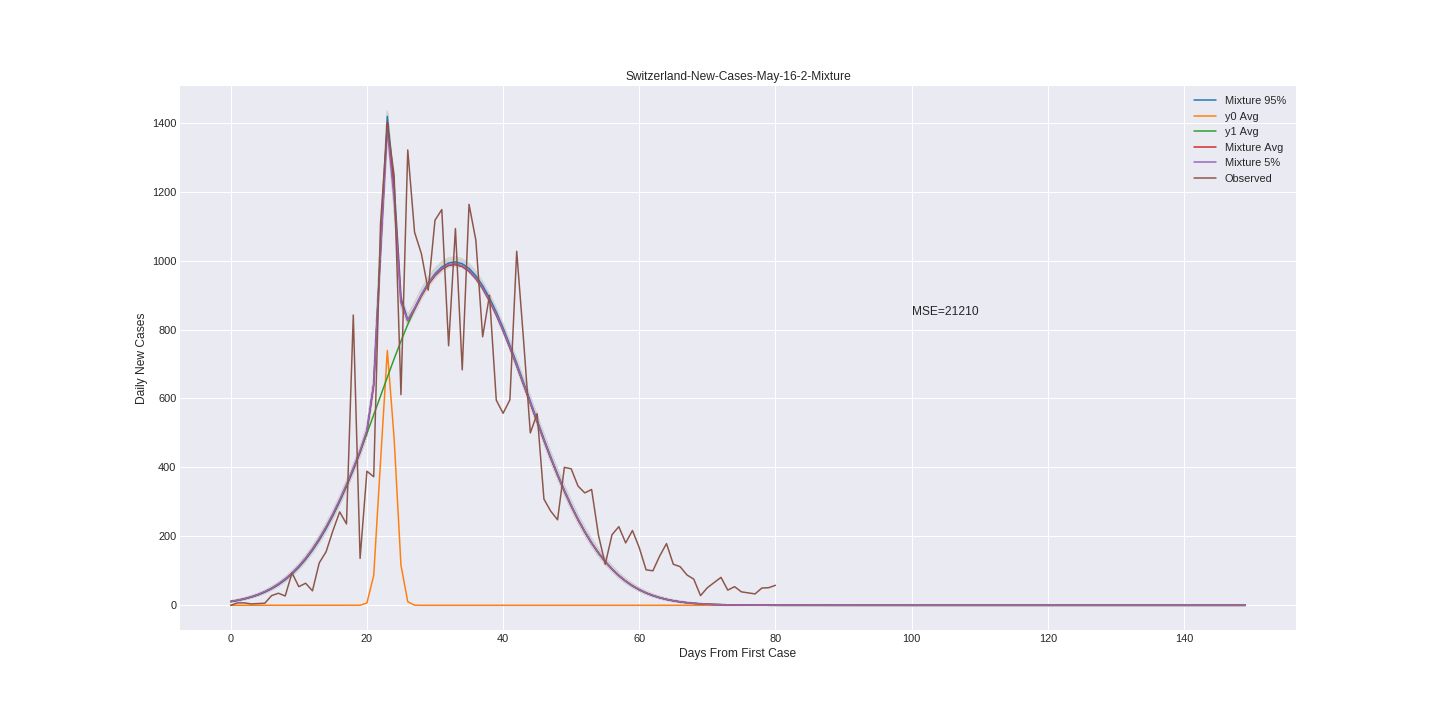 Switzerland-New-Cases-May-16-2-Mixture
Mixture 95%
y0 Avg
y1 Avg
Mixture Avg
Mixture 5%
Observed
1400
1200
1000
800
600
400
200
0
Daily New Cases
MSE=21210
0 20 40 60 80 100 120 140
Days From First Case